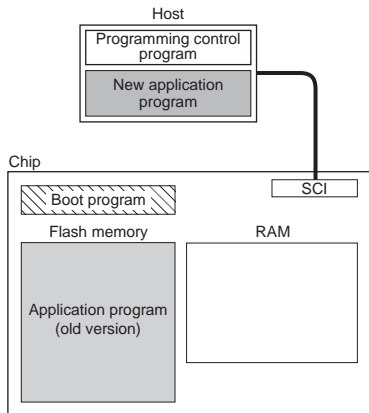 Host
Programming control
program
New application
program
Chip
SCI
Boot program
Flash memory
RAM
Application program
(old version)